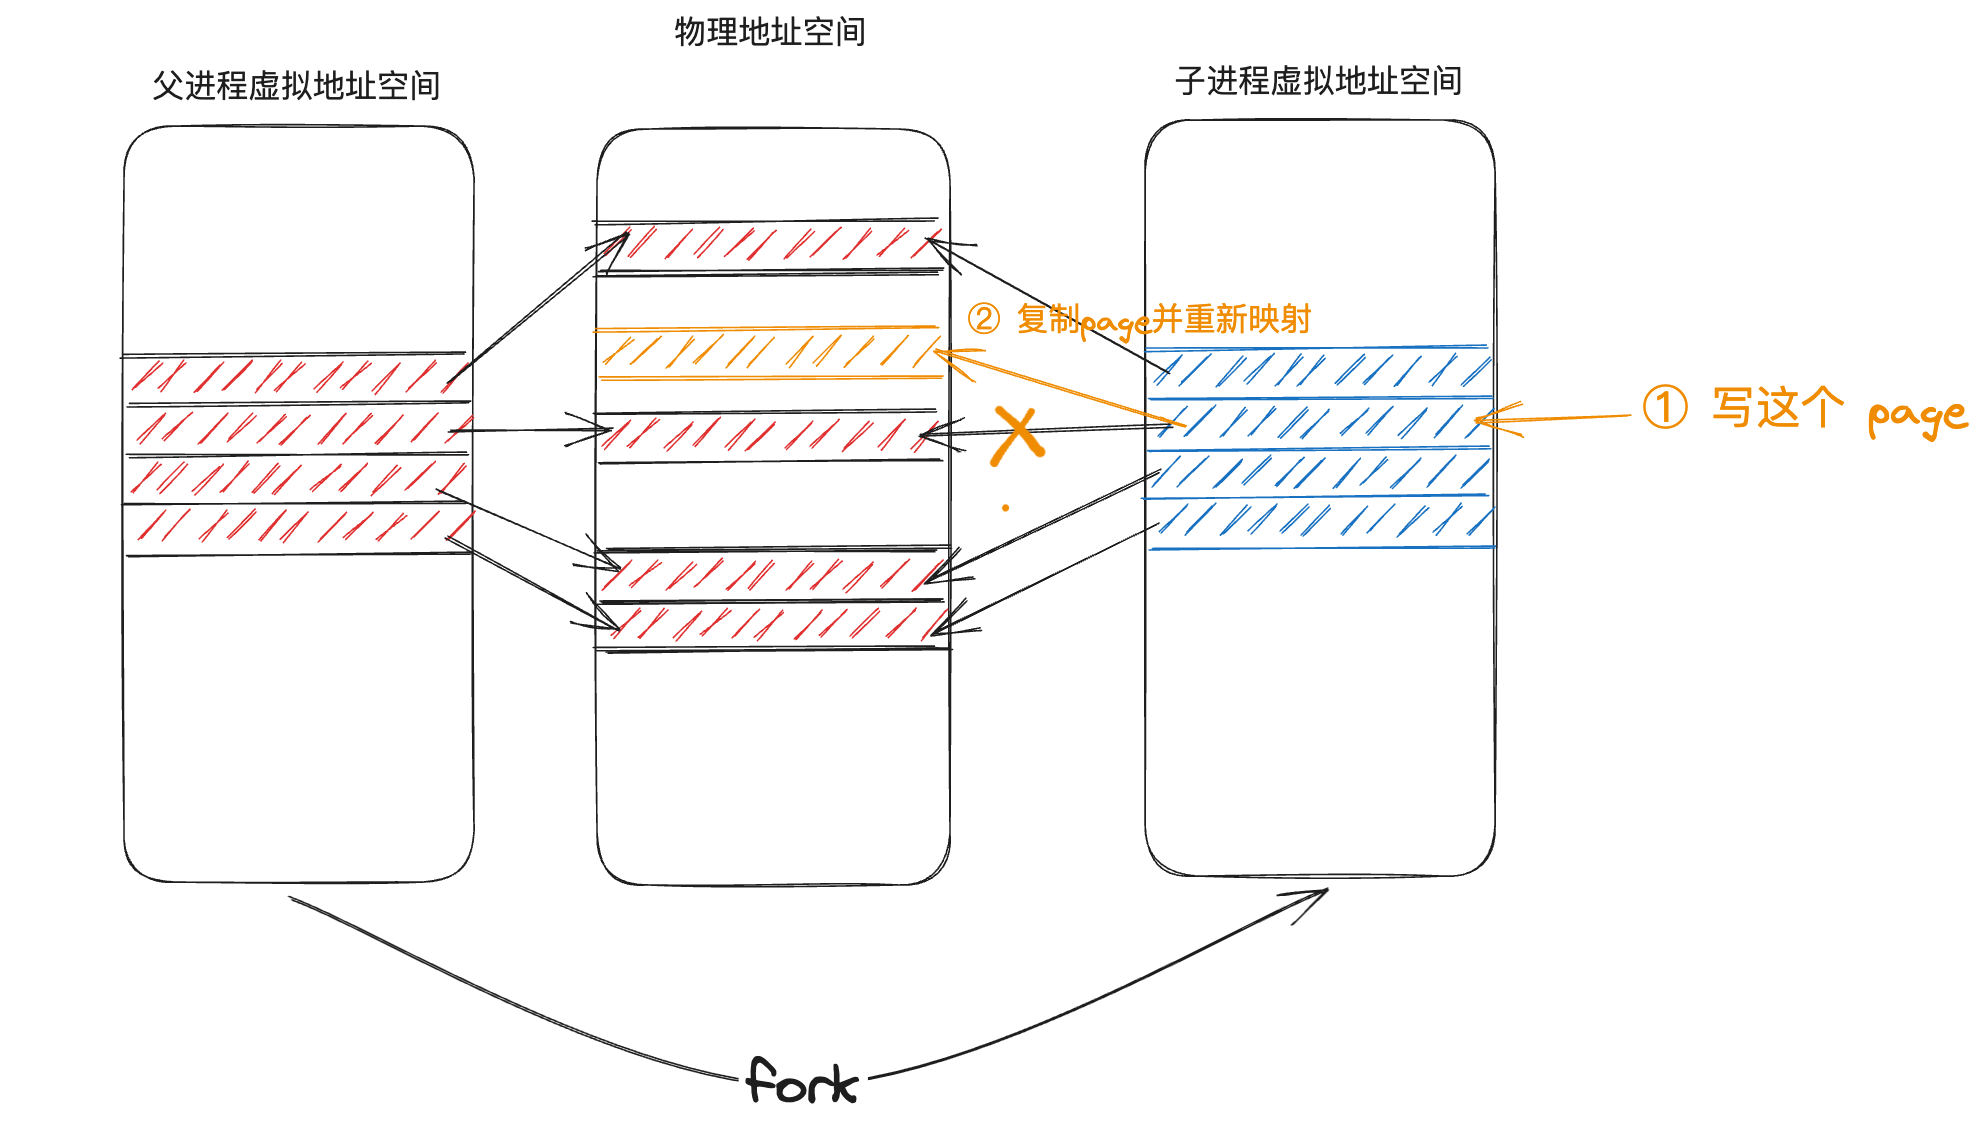 物理地址空间
父进程虚拟地址空间
子进程虚拟地址空间
② 复制page并重新映射
① 写这个 page
fork